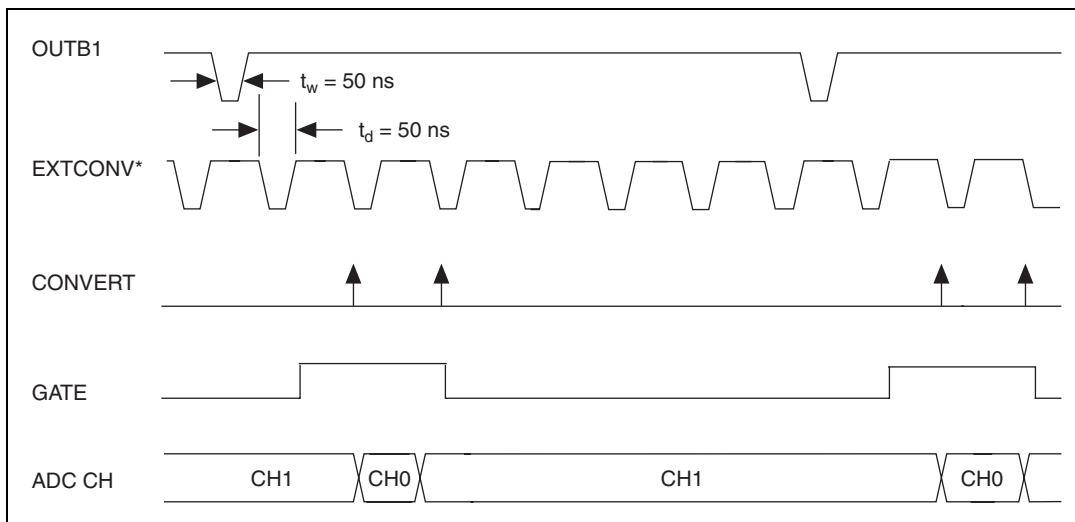 OUTB1
t_w = 50 ns
t_d = 50 ns
EXTCONV*
CONVERT
GATE
ADC CH
CH1
CH0
CH1
CH0